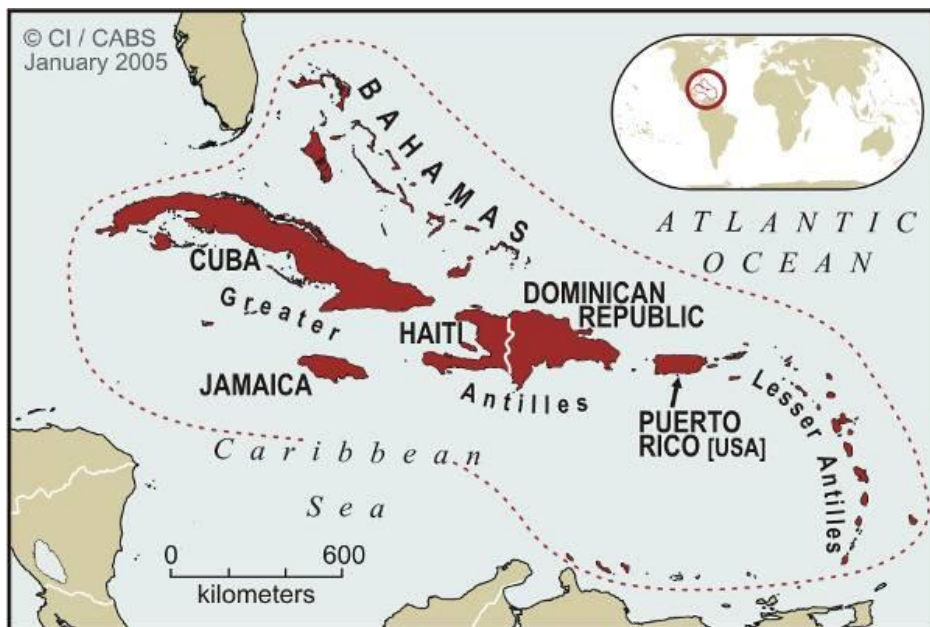 © CI / CABS
January 2005
BAHAMAS
ATLANTIC
OCEAN
CUBA
Greater
DOMINICAN
REPUBLIC
HAITI
JAMAICA
Antilles
PUERTO
RICO [USA]
Lesser
Antilles
Caribbean
Sea
0 600
kilometers